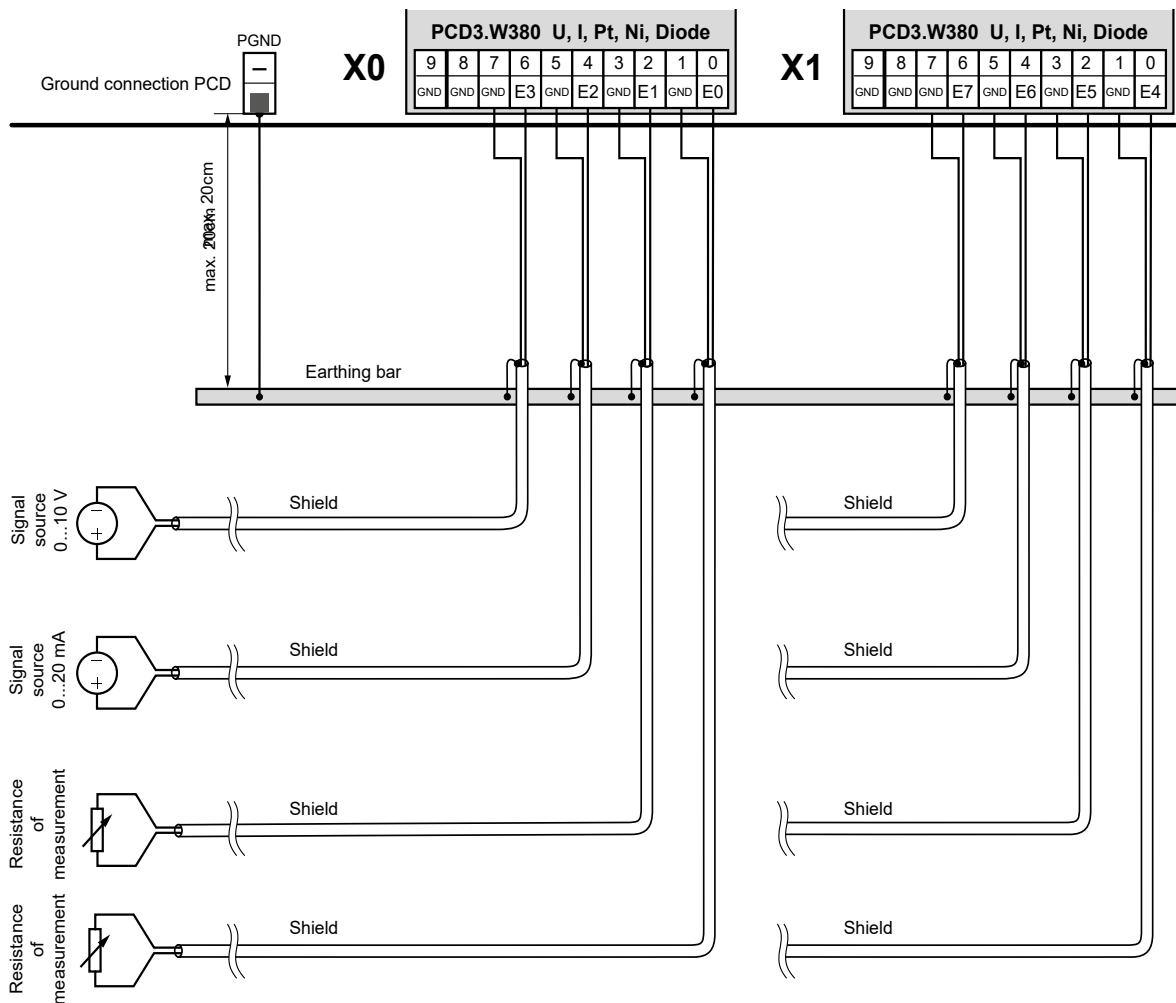 PGND
–
Ground connection PCD
X0
PCD3.W380 U, I, Pt, Ni, Diode
9 8 7 6 5 4 3 2 1 0
GND GND GND E3 GND E2 GND E1 GND E0
X1
PCD3.W380 U, I, Pt, Ni, Diode
9 8 7 6 5 4 3 2 1 0
GND GND GND E7 GND E6 GND E5 GND E4
max. 20cm
max. 20cm
Earthing bar
Signal
source
0...10 V
–
+
Shield
Shield
Signal
source
0...20 mA
–
+
Shield
Shield
Resistance
of
measurement
Shield
Shield
Resistance
of
measurement
Shield
Shield